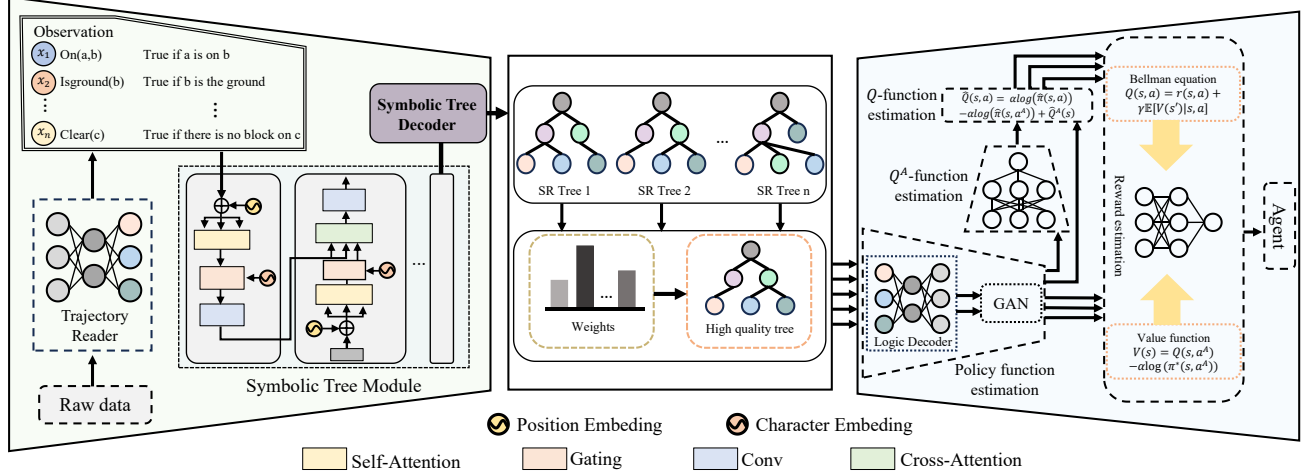 Observation
x₁ On(a,b) True if a is on b
x₂ Isground(b) True if b is the ground
⋮ ⋮
xₙ Clear(c) True if there is no block on c
Trajectory
Reader
Raw data
Symbolic Tree Module
...
Symbolic Tree
Decoder
...
SR Tree 1 SR Tree 2 SR Tree n
...
Weights
High quality tree
Q-function
estimation
Q̂(s,a) = αlog(π̂(s,a))
-αlog(π̂(s,aᴬ)) + Q̂ᴬ(s)
Qᴬ-function
estimation
Logic Decoder
GAN
Policy function
estimation
Bellman equation
Q(s,a) = r(s,a) +
γ𝔼[V(s′)|s,a]
Reward estimation
Value function
V(s) = Q(s,aᴬ)
-αlog(π*(s,aᴬ))
Agent
Position Embeding Character Embeding
Self-Attention Gating Conv Cross-Attention